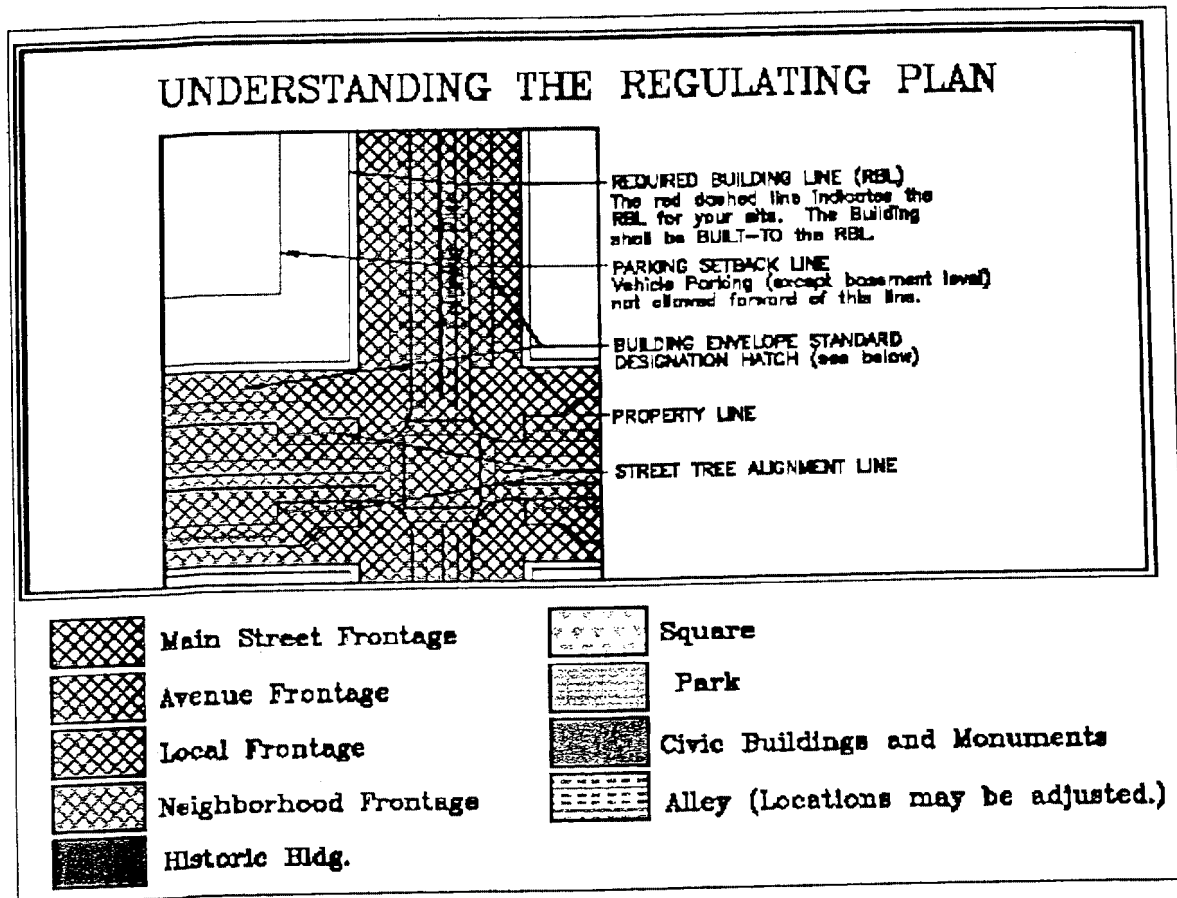 UNDERSTANDING THE REGULATING PLAN
REQUIRED BUILDING LINE (RBL)
The red dashed line indicates the
RBL for your site. The Building
shall be BUILT-TO the RBL.
PARKING SETBACK LINE
Vehicle Parking (except basement level)
not allowed forward of this line.
BUILDING ENVELOPE STANDARD
DESIGNATION HATCH (see below)
PROPERTY LINE
STREET TREE ALIGNMENT LINE
Main Street Frontage
Avenue Frontage
Local Frontage
Neighborhood Frontage
Historic Bldg.
Square
Park
Civic Buildings and Monuments
Alley (Locations may be adjusted.)